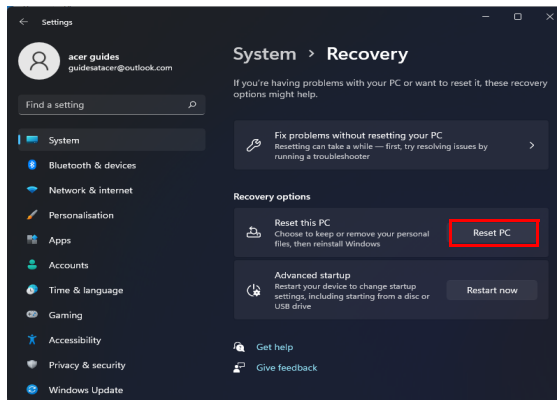 Settings
acer guides
guidesatacer@outlook.com
Find a setting
System
Bluetooth & devices
Network & internet
Personalisation
Apps
Accounts
Time & language
Gaming
Accessibility
Privacy & security
Windows Update
System > Recovery
If you're having problems with your PC or want to reset it, these recovery
options might help.
Fix problems without resetting your PC
Resetting can take a while — first, try resolving issues by
running a troubleshooter
Recovery options
Reset this PC
Choose to keep or remove your personal
files, then reinstall Windows
Reset PC
Advanced startup
Restart your device to change startup
settings, including starting from a disc or
USB drive
Restart now
Get help
Give feedback